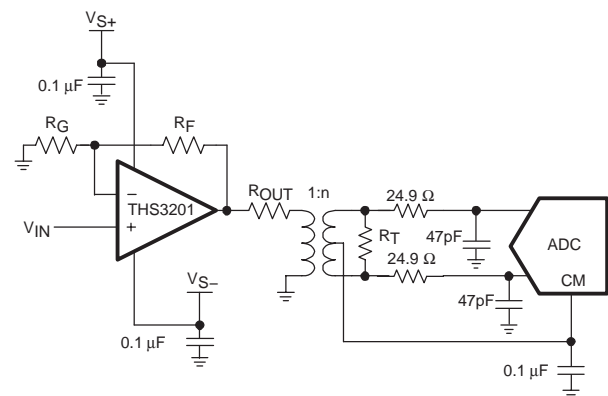 VS+
0.1 µF
RG
RF
ROUT
1:n
24.9 Ω
THS3201
−
+
VIN
RT
47pF
ADC
24.9 Ω
CM
VS−
47pF
0.1 µF
0.1 µF